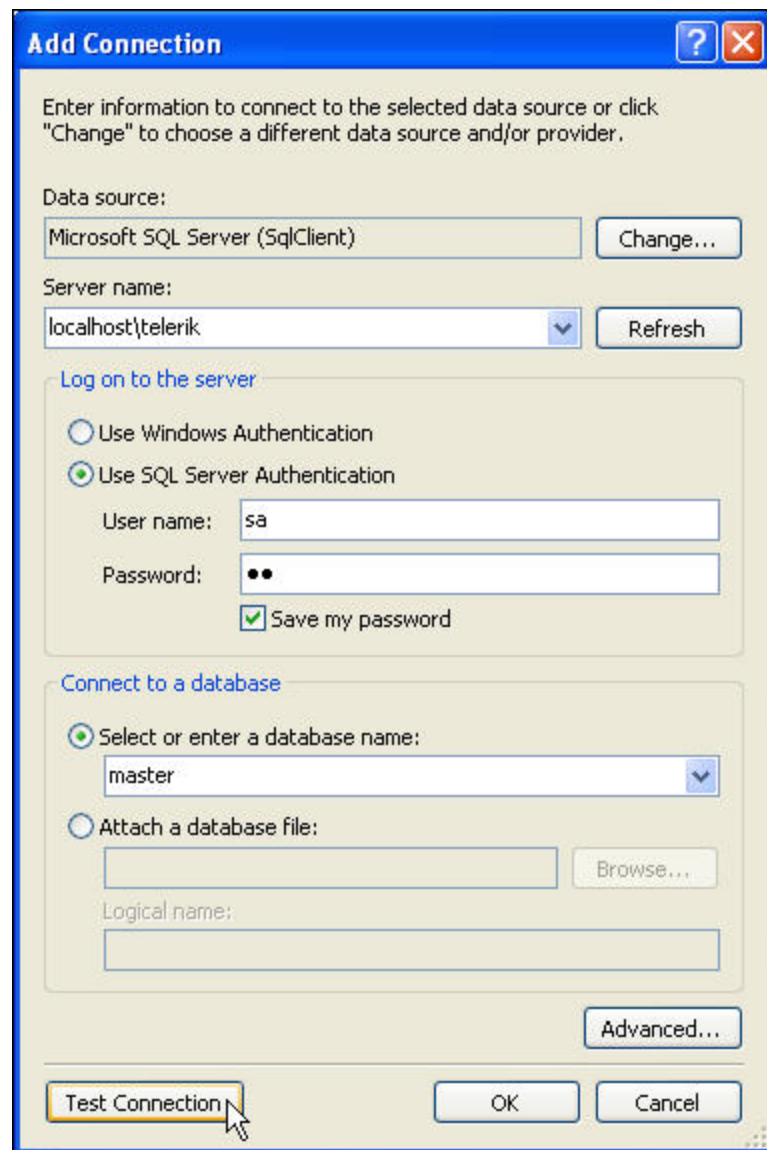 Add Connection
Enter information to connect to the selected data source or click
"Change" to choose a different data source and/or provider.
Data source:
Microsoft SQL Server (SqlClient)
Change...
Server name:
localhost\telerik
Refresh
Log on to the server
Use Windows Authentication
Use SQL Server Authentication
User name:
sa
Password:
●●
Save my password
Connect to a database
Select or enter a database name:
master
Attach a database file:
Browse...
Logical name:
Advanced...
Test Connection
OK
Cancel